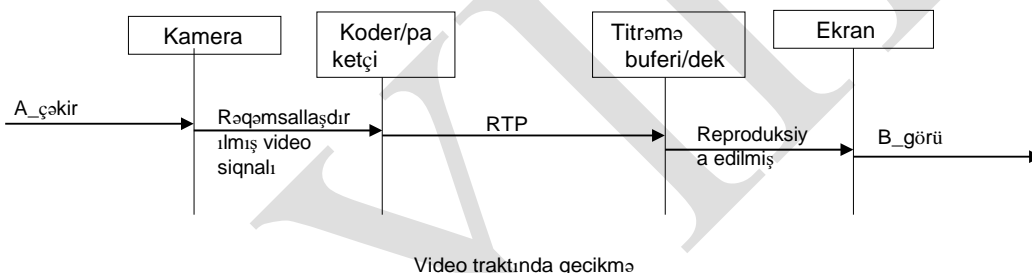 Kamera
Koder/pa
ketçi
Titrəmə
buferi/dek
Ekran
A_çəkir
Rəqəmsallaşdır
ılmış video
siqnalı
RTP
Reproduksiy
a edilmiş
B_görü
Video traktında gecikmə